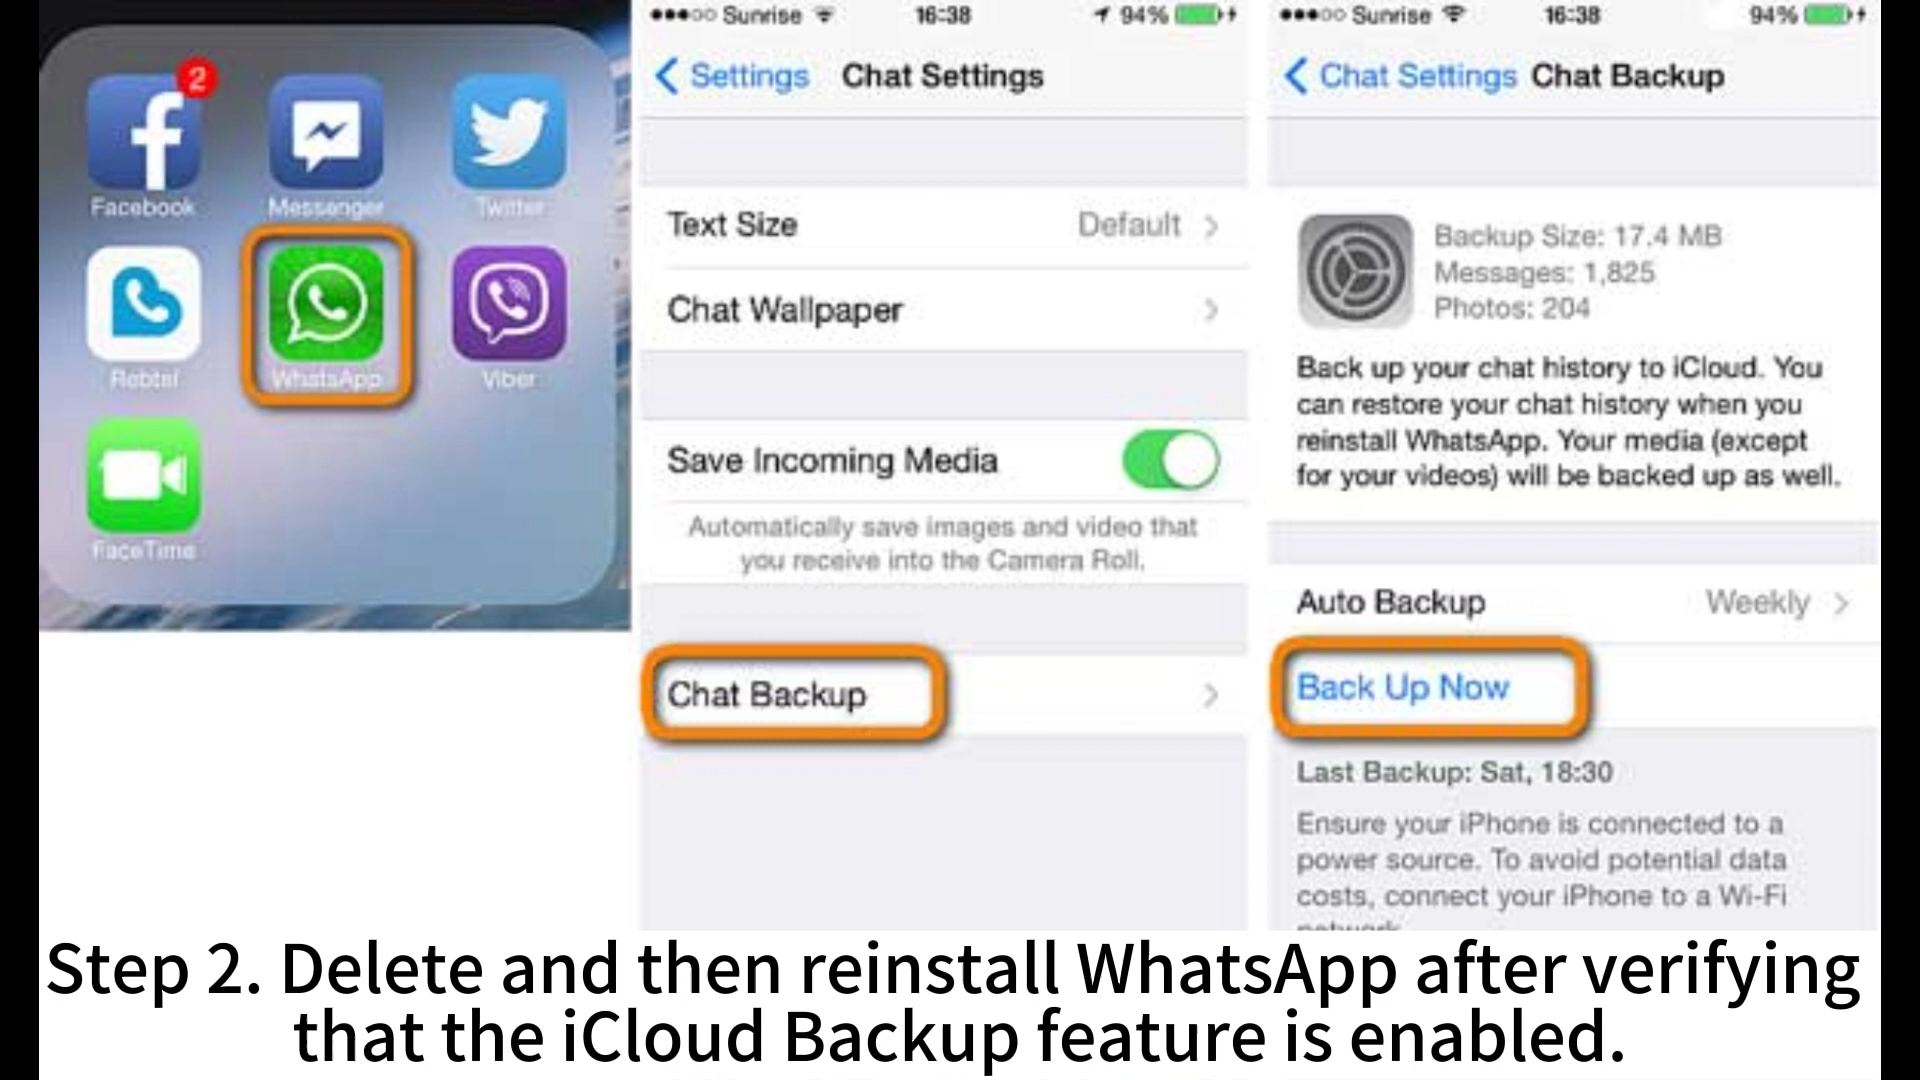 2
Facebook
Messenger
Twitter
Rebtel
WhatsApp
Viber
FaceTime
Sunrise 16:38 94%
Settings Chat Settings
Text Size Default
Chat Wallpaper
Save Incoming Media
Automatically save images and video that
you receive into the Camera Roll.
Chat Backup
Sunrise 16:38 94%
Chat Settings Chat Backup
Backup Size: 17.4 MB
Messages: 1,825
Photos: 204
Back up your chat history to iCloud. You
can restore your chat history when you
reinstall WhatsApp. Your media (except
for your videos) will be backed up as well.
Auto Backup Weekly
Back Up Now
Last Backup: Sat, 18:30
Ensure your iPhone is connected to a
power source. To avoid potential data
costs, connect your iPhone to a Wi-Fi
network.
Step 2. Delete and then reinstall WhatsApp after verifying
that the iCloud Backup feature is enabled.